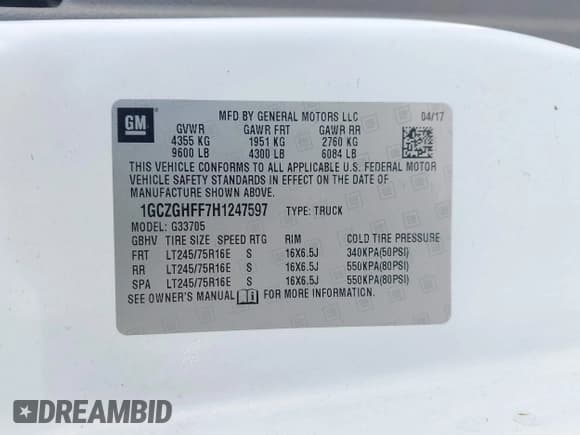 GM
MFD BY GENERAL MOTORS LLC 04/17
GVWR GAWR FRT GAWR RR
4355 KG 1951 KG 2760 KG
9600 LB 4300 LB 6084 LB
THIS VEHICLE CONFORMS TO ALL APPLICABLE U.S. FEDERAL MOTOR
VEHICLE SAFETY STANDARDS IN EFFECT ON THE DATE OF
MANUFACTURE SHOWN ABOVE.
1GCZGHFF7H1247597 TYPE: TRUCK
MODEL: G33705
GBHV TIRE SIZE SPEED RTG RIM COLD TIRE PRESSURE
FRT LT245/75R16E S 16X6.5J 340KPA(50PSI)
RR LT245/75R16E S 16X6.5J 550KPA(80PSI)
SPA LT245/75R16E S 16X6.5J 550KPA(80PSI)
SEE OWNER'S MANUAL FOR MORE INFORMATION.
DREAMBID